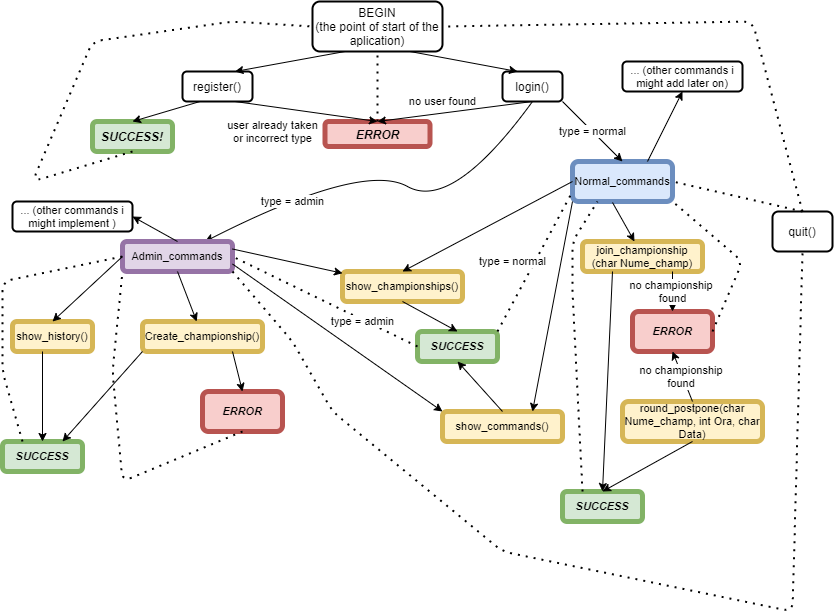 BEGIN
(the point of start of the
aplication)
register()
login()
... (other commands i
might add later on)
no user found
SUCCESS!
user already taken
or incorrect type
ERROR
type = normal
Normal_commands
type = admin
... (other commands i
might implement )
quit()
Admin_commands
join_championship
(char Nume_champ)
type = normal
show_championships()
no championship
found
type = admin
show_history()
Create_championship()
SUCCESS
ERROR
no championship
found
ERROR
show_commands()
round_postpone(char
Nume_champ, int Ora, char
Data)
SUCCESS
SUCCESS